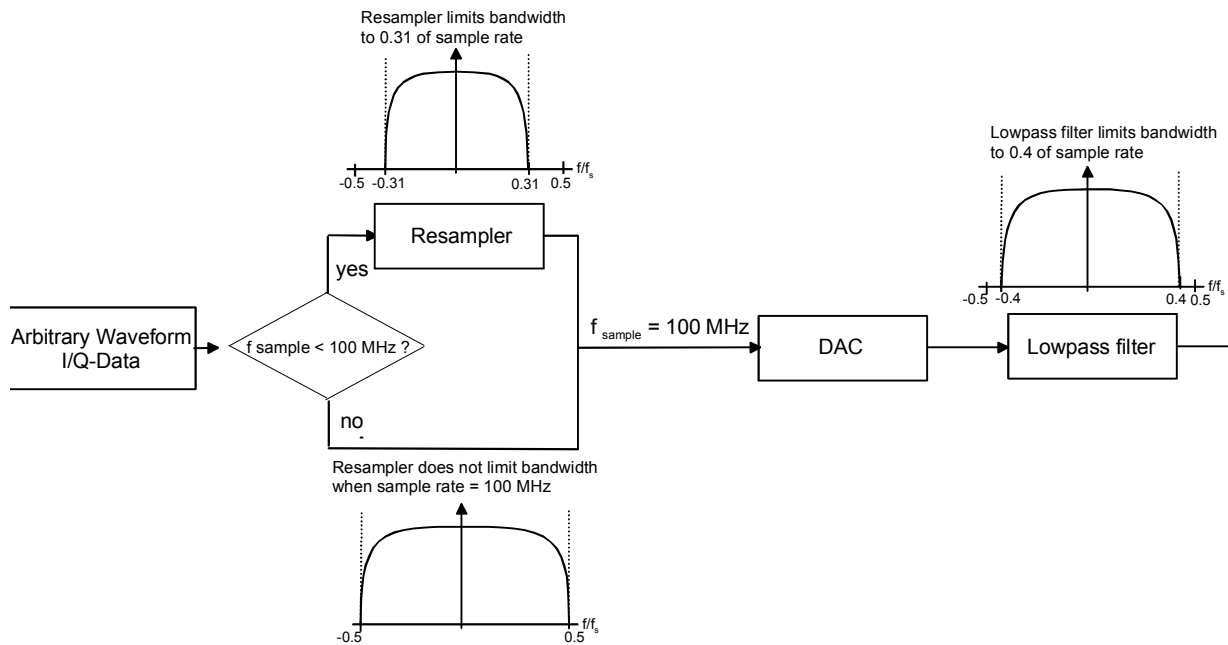 Resampler limits bandwidth
to 0.31 of sample rate
-0.5
-0.31
0.31
0.5
f/fs
Lowpass filter limits bandwidth
to 0.4 of sample rate
-0.5
-0.4
0.4
0.5
f/fs
Resampler
yes
Arbitrary Waveform
I/Q-Data
f sample < 100 MHz ?
f sample = 100 MHz
DAC
Lowpass filter
no
Resampler does not limit bandwidth
when sample rate = 100 MHz
-0.5
0.5
f/fs